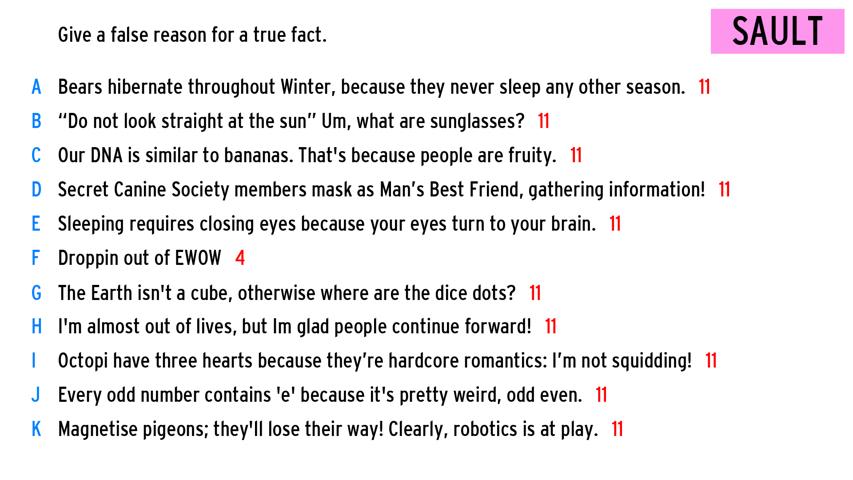 Give a false reason for a true fact.
SAULT
A Bears hibernate throughout Winter, because they never sleep any other season. 11
B “Do not look straight at the sun” Um, what are sunglasses? 11
C Our DNA is similar to bananas. That's because people are fruity. 11
D Secret Canine Society members mask as Man’s Best Friend, gathering information! 11
E Sleeping requires closing eyes because your eyes turn to your brain. 11
F Droppin out of EWOW 4
G The Earth isn't a cube, otherwise where are the dice dots? 11
H I'm almost out of lives, but Im glad people continue forward! 11
I Octopi have three hearts because they’re hardcore romantics: I’m not squidding! 11
J Every odd number contains 'e' because it's pretty weird, odd even. 11
K Magnetise pigeons; they'll lose their way! Clearly, robotics is at play. 11